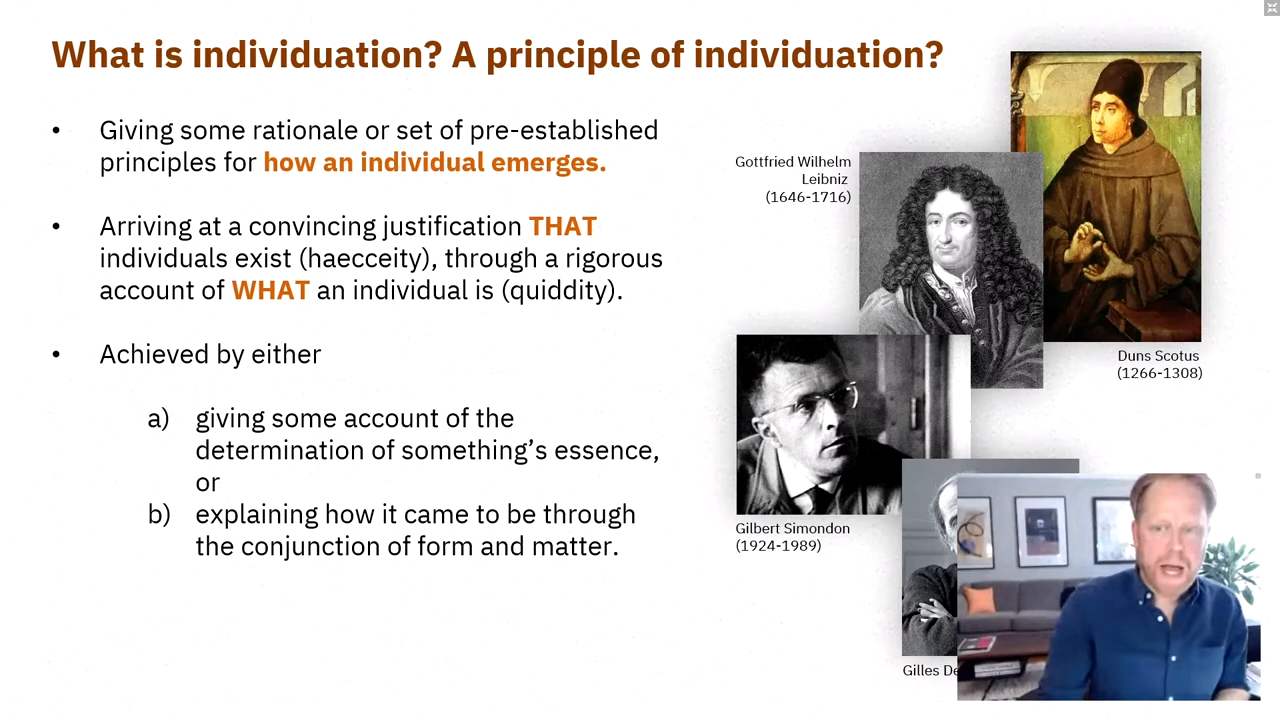 What is individuation? A principle of individuation?
• Giving some rationale or set of pre-established
principles for how an individual emerges.
• Arriving at a convincing justification THAT
individuals exist (haecceity), through a rigorous
account of WHAT an individual is (quiddity).
• Achieved by either
a) giving some account of the
determination of something’s essence,
or
b) explaining how it came to be through
the conjunction of form and matter.
Gottfried Wilhelm
Leibniz
(1646-1716)
Duns Scotus
(1266-1308)
Gilbert Simondon
(1924-1989)
Gilles De